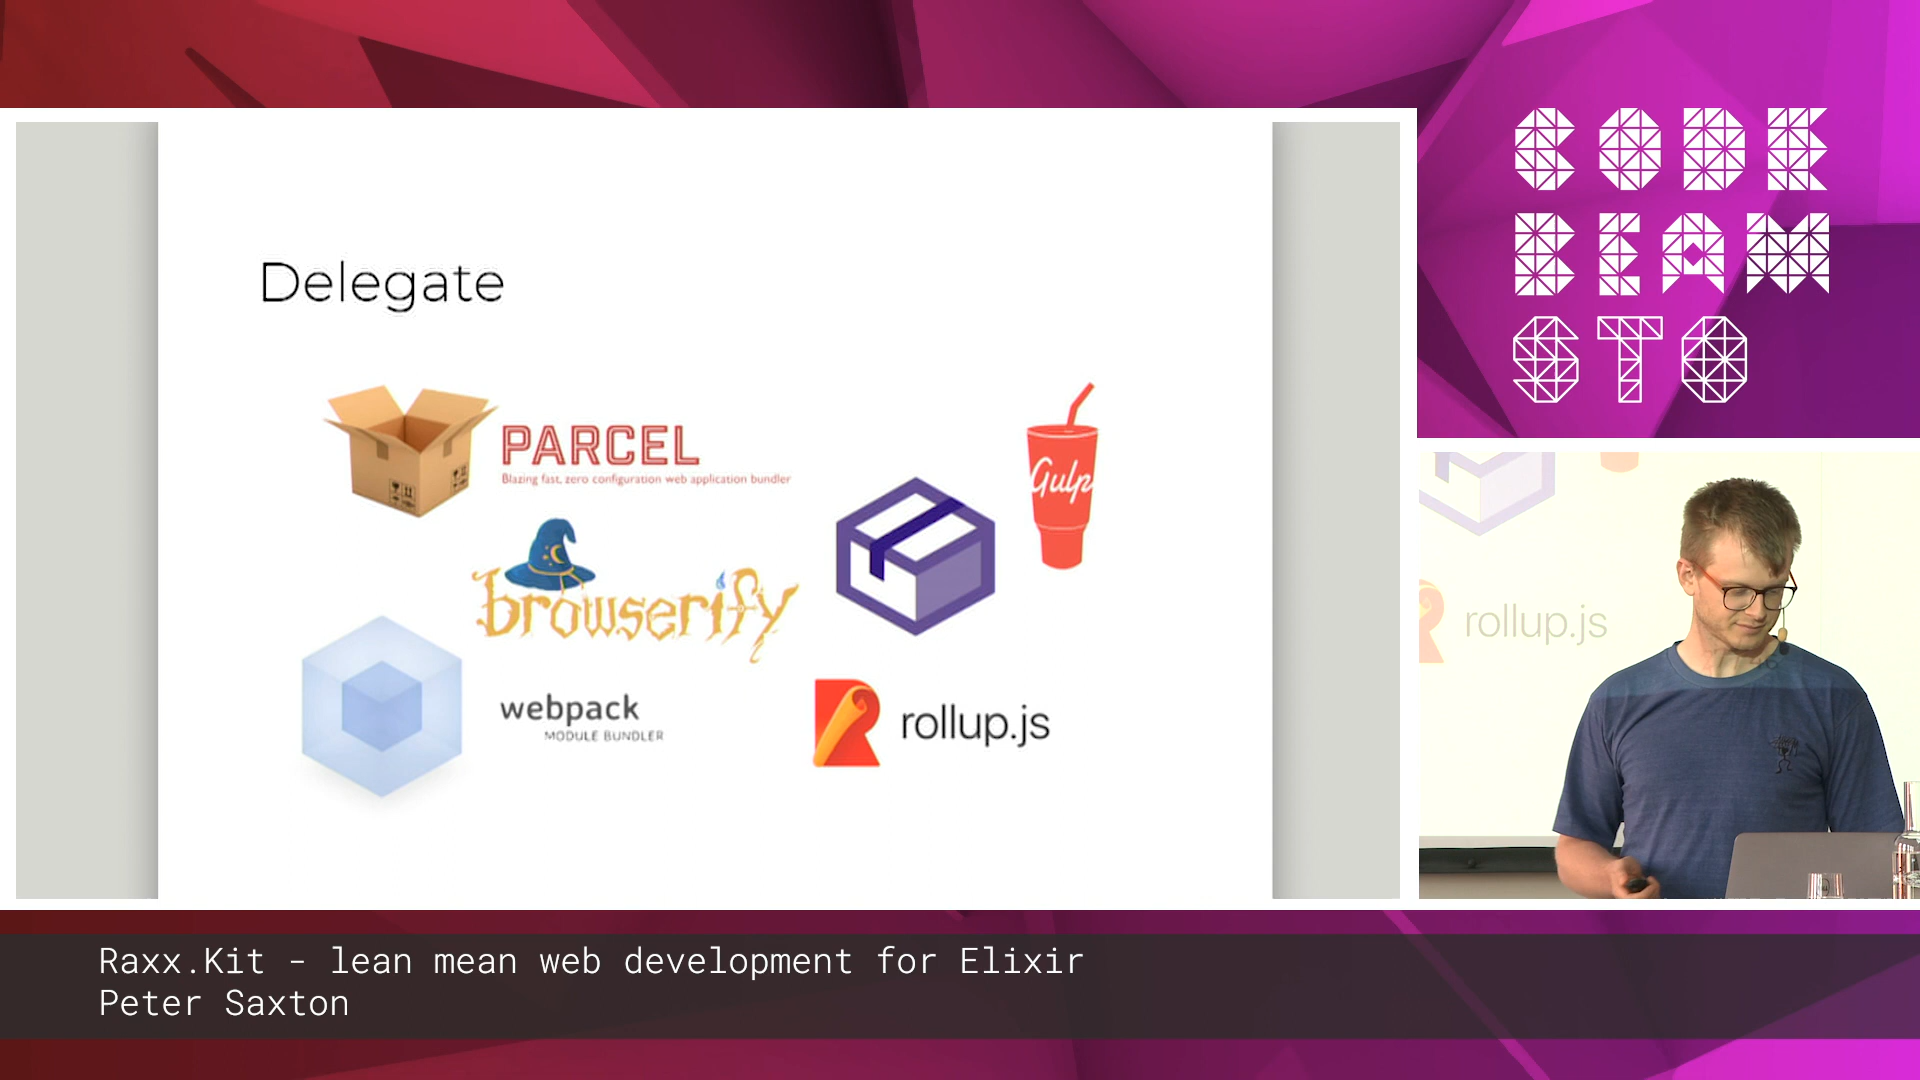 Delegate
PARCEL
Blazing fast, zero configuration web application bundler
Gulp
browserify
webpack
MODULE BUNDLER
rollup.js
CODE
BEAM
STO
rollup.js
Raxx.Kit - lean mean web development for Elixir
Peter Saxton